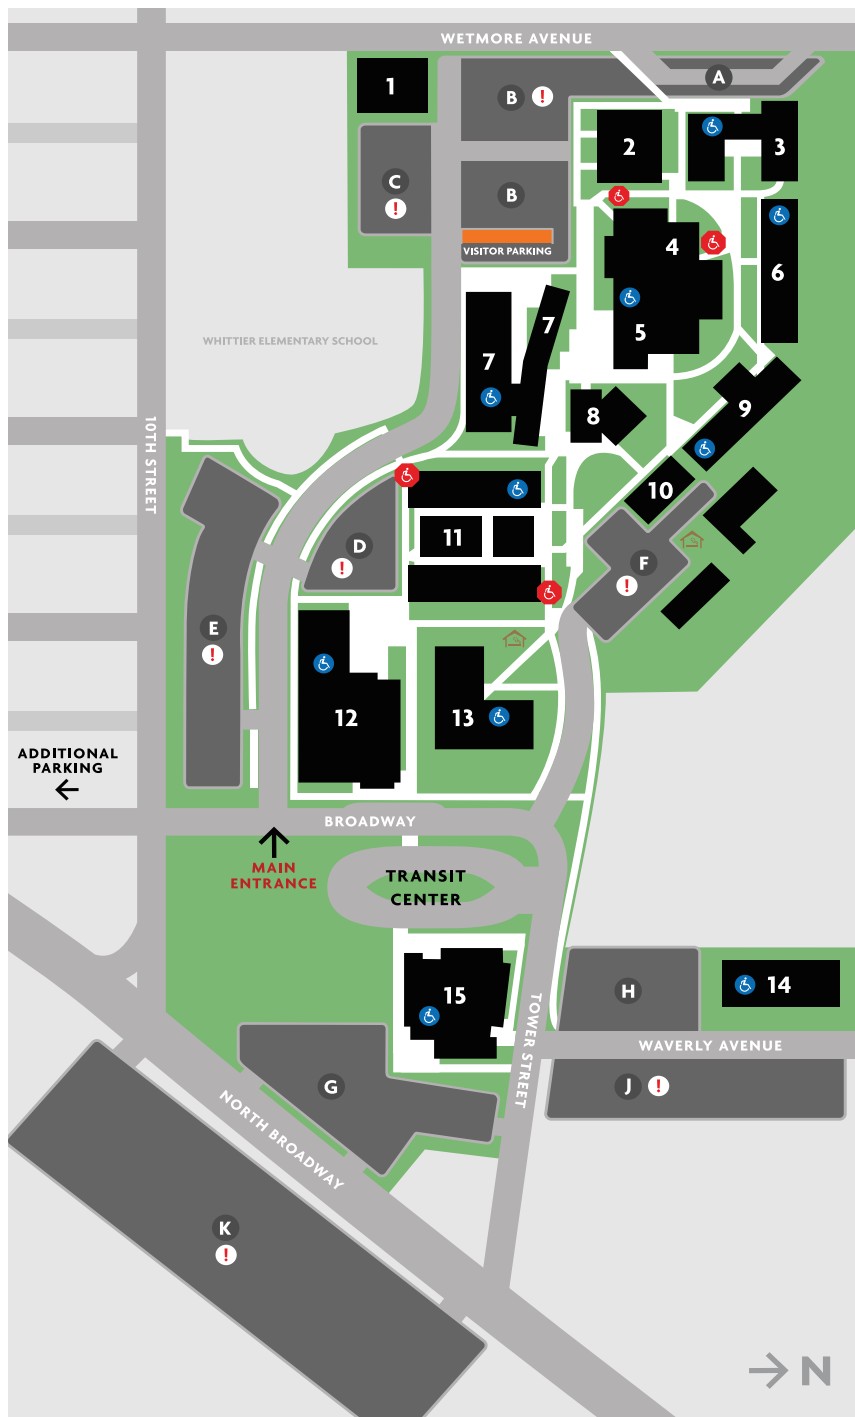 WETMORE AVENUE
A
1
B !
2
3
C
!
B
4
VISITOR PARKING
6
5
7
WHITTIER ELEMENTARY SCHOOL
7
8
9
10TH STREET
10
11
D
!
F
!
E
!
12
13
ADDITIONAL
PARKING
BROADWAY
MAIN
ENTRANCE
TRANSIT
CENTER
H
14
15
TOWER STREET
WAVERLY AVENUE
G
J !
NORTH BROADWAY
K
!
N